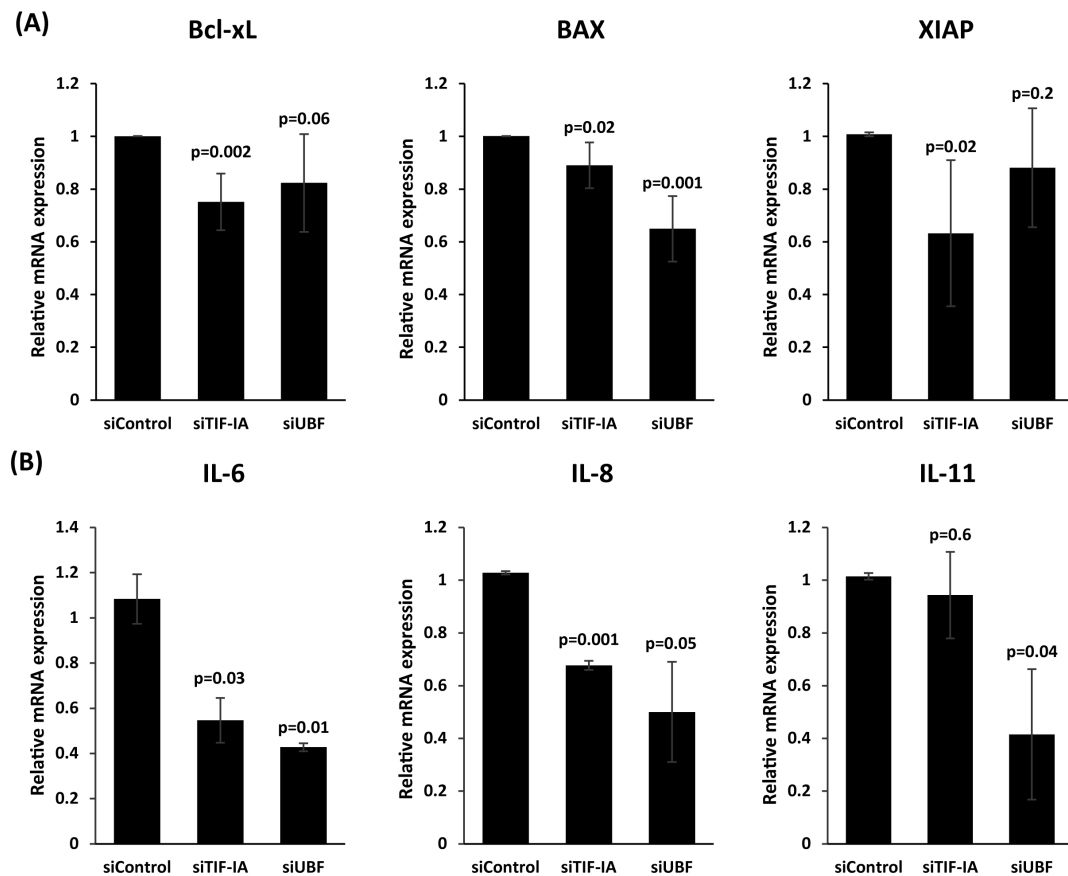 (A)
Bcl-xL
BAX
XIAP
Relative mRNA expression
1.2
1
0.8
0.6
0.4
0.2
0
p=0.002
p=0.06
siControl siTIF-IA siUBF
Relative mRNA expression
1.2
1
0.8
0.6
0.4
0.2
0
p=0.02
p=0.001
siControl siTIF-IA siUBF
Relative mRNA expression
1.2
1
0.8
0.6
0.4
0.2
0
p=0.02
p=0.2
siControl siTIF-IA siUBF
(B)
IL-6
IL-8
IL-11
Relative mRNA expression
1.4
1.2
1
0.8
0.6
0.4
0.2
0
p=0.03
p=0.01
siControl siTIF-IA siUBF
Relative mRNA expression
1.2
1
0.8
0.6
0.4
0.2
0
p=0.001
p=0.05
siControl siTIF-IA siUBF
Relative mRNA expression
1.2
1
0.8
0.6
0.4
0.2
0
p=0.6
p=0.04
siControl siTIF-IA siUBF